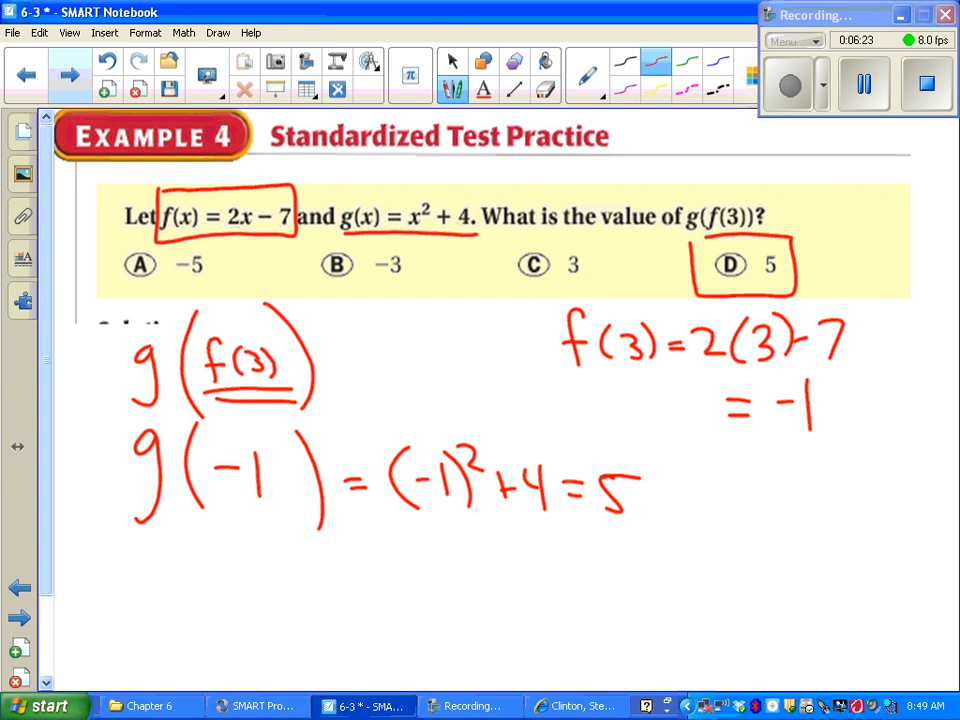 6-3 * - SMART Notebook
Recording...
File Edit View Insert Format Math Draw Help
Menu 0:06:23 8.0 fps
EXAMPLE 4 Standardized Test Practice
Let f(x) = 2x − 7 and g(x) = x² + 4. What is the value of g(f(3))?
A −5 B −3 C 3 D 5
g(f(3))
f(3) = 2(3) - 7
= -1
g(-1) = (-1)² + 4 = 5
start Chapter 6 SMART Pro... 6-3 * - SMA... Recording... Clinton, Ste... 8:49 AM